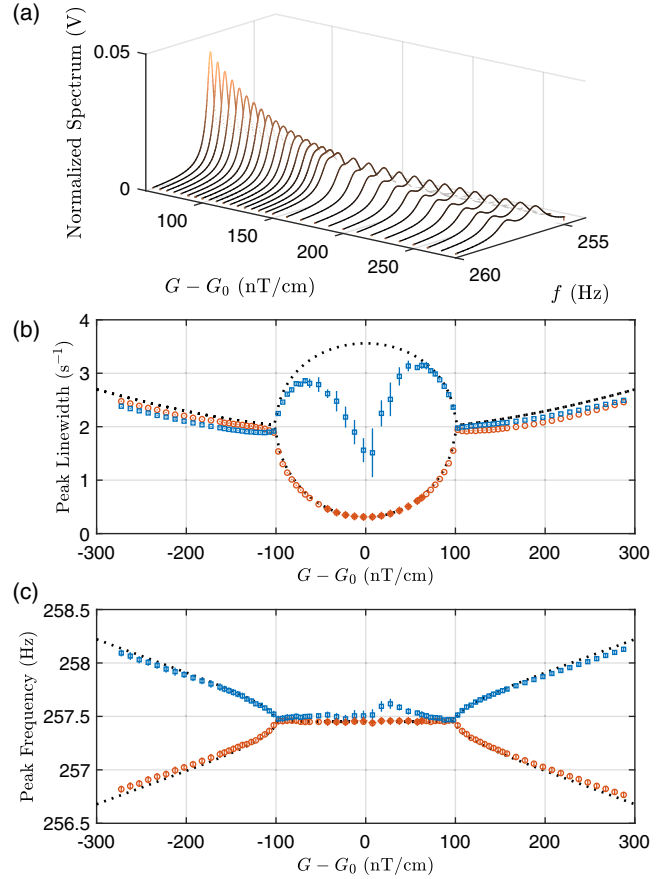 (a)
Normalized Spectrum (V)
0.05
0
100
150
200
250
260
255
G − G₀ (nT/cm)
f (Hz)
(b)
Peak Linewidth (s⁻¹)
4
3
2
1
0
-300 -200 -100 0 100 200 300
G − G₀ (nT/cm)
(c)
Peak Frequency (Hz)
258.5
258
257.5
257
256.5
-300 -200 -100 0 100 200 300
G − G₀ (nT/cm)